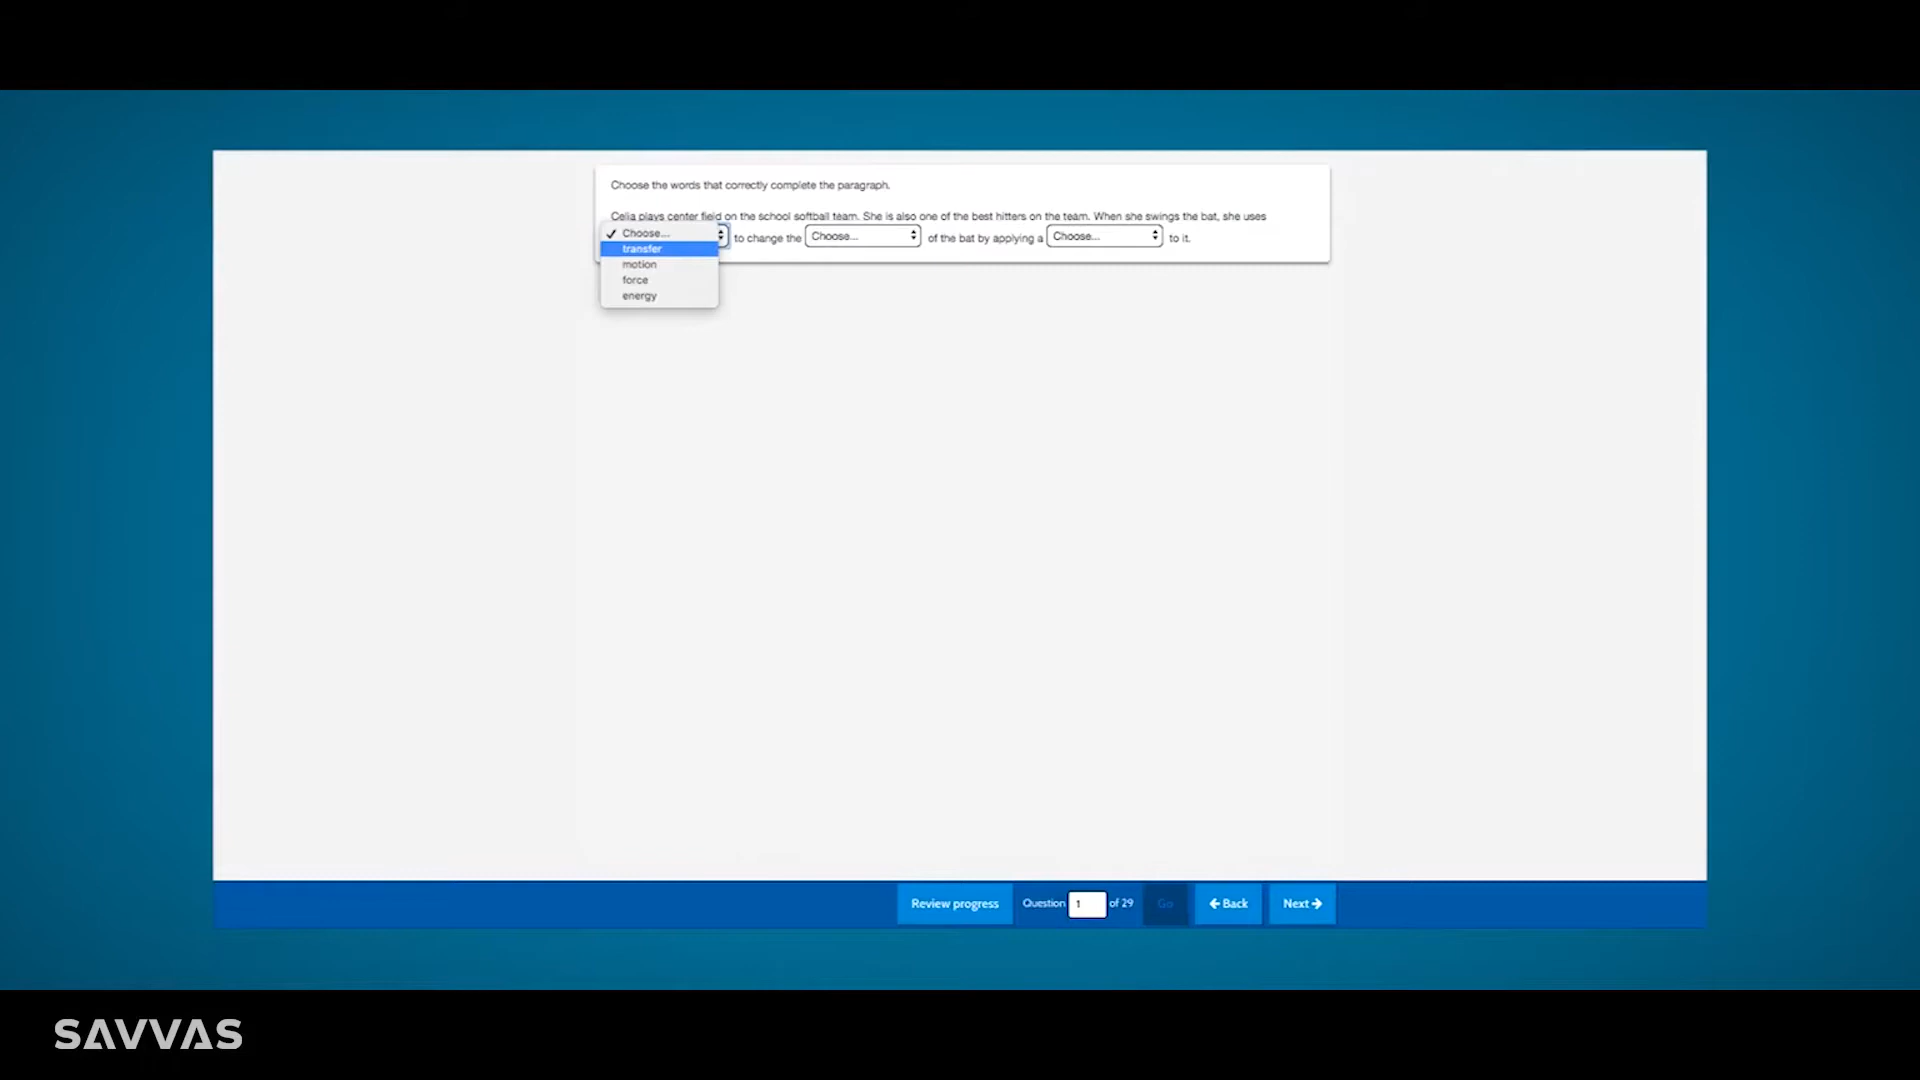 Choose the words that correctly complete the paragraph.
Celia plays center field on the school softball team. She is also one of the best hitters on the team. When she swings the bat, she uses
✓ Choose... to change the Choose... of the bat by applying a Choose... to it.
transfer
motion
force
energy
Review progress Question 1 of 29 Go ← Back Next →
SAVVAS